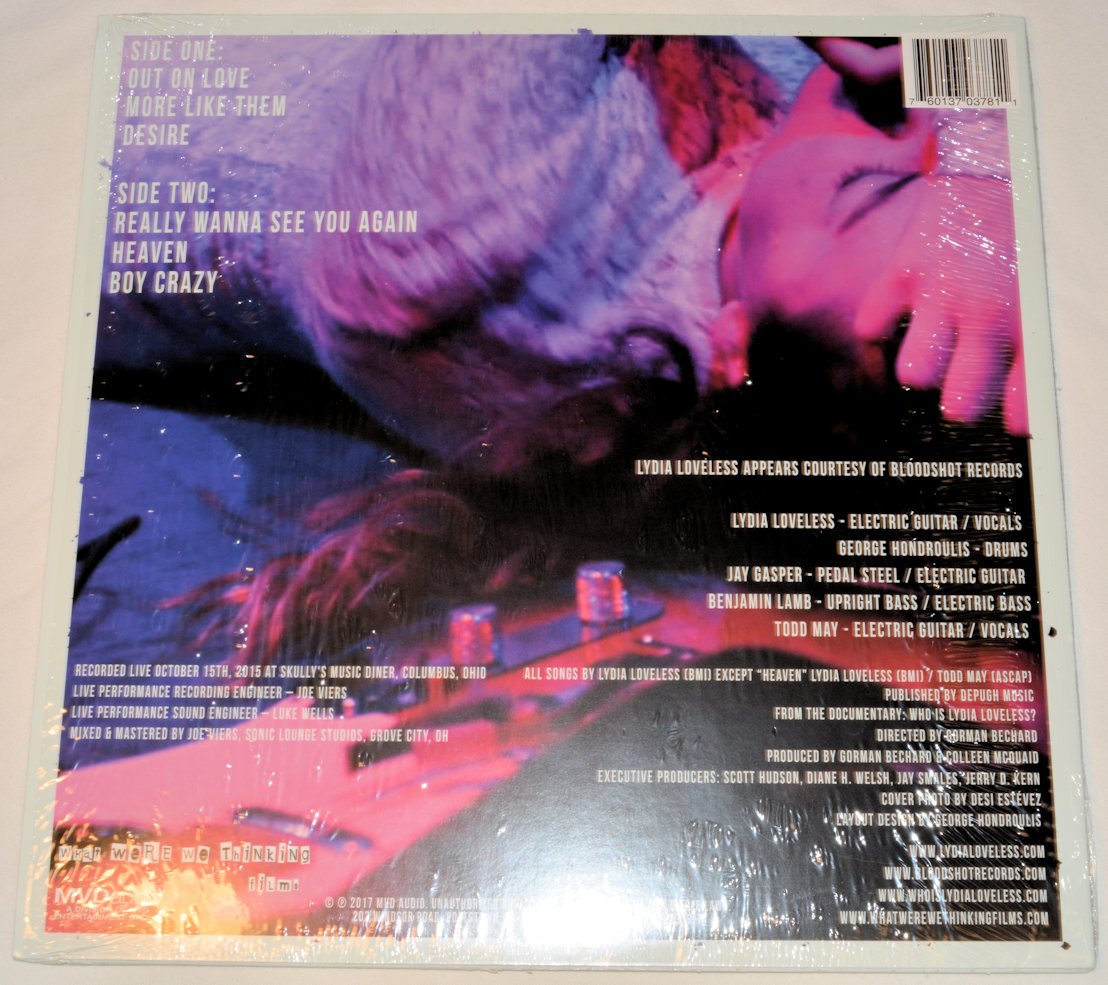 SIDE ONE:
OUT ON LOVE
MORE LIKE THEM
DESIRE
SIDE TWO:
REALLY WANNA SEE YOU AGAIN
HEAVEN
BOY CRAZY
7 60137 03781 1
LYDIA LOVELESS APPEARS COURTESY OF BLOODSHOT RECORDS
LYDIA LOVELESS - ELECTRIC GUITAR / VOCALS
GEORGE HONDROULIS - DRUMS
JAY GASPER - PEDAL STEEL / ELECTRIC GUITAR
BENJAMIN LAMB - UPRIGHT BASS / ELECTRIC BASS
TODD MAY - ELECTRIC GUITAR / VOCALS
RECORDED LIVE OCTOBER 15TH, 2015 AT SKULLY'S MUSIC DINER, COLUMBUS, OHIO
LIVE PERFORMANCE RECORDING ENGINEER – JOE VIERS
LIVE PERFORMANCE SOUND ENGINEER – LUKE WELLS
MIXED & MASTERED BY JOE VIERS, SONIC LOUNGE STUDIOS, GROVE CITY, OH
ALL SONGS BY LYDIA LOVELESS (BMI) EXCEPT "HEAVEN" LYDIA LOVELESS (BMI) / TODD MAY (ASCAP)
PUBLISHED BY DEPUGH MUSIC
FROM THE DOCUMENTARY: WHO IS LYDIA LOVELESS?
DIRECTED BY GORMAN BECHARD
PRODUCED BY GORMAN BECHARD & COLLEEN MCQUAID
EXECUTIVE PRODUCERS: SCOTT HUDSON, DIANE H. WELSH, JAY SMALES, JERRY D. KERN
COVER PHOTO BY DESI ESTEVEZ
LAYOUT DESIGN BY GEORGE HONDROULIS
WWW.LYDIALOVELESS.COM
WWW.BLOODSHOTRECORDS.COM
WWW.WHOISLYDIALOVELESS.COM
WWW.WHATWEREWETHINKINGFILMS.COM
WHAT WERE WE THINKING
FILMS
MVD
ENTERTAINMENT
© ℗ 2017 MVD AUDIO,
WINDSOR ROAD,